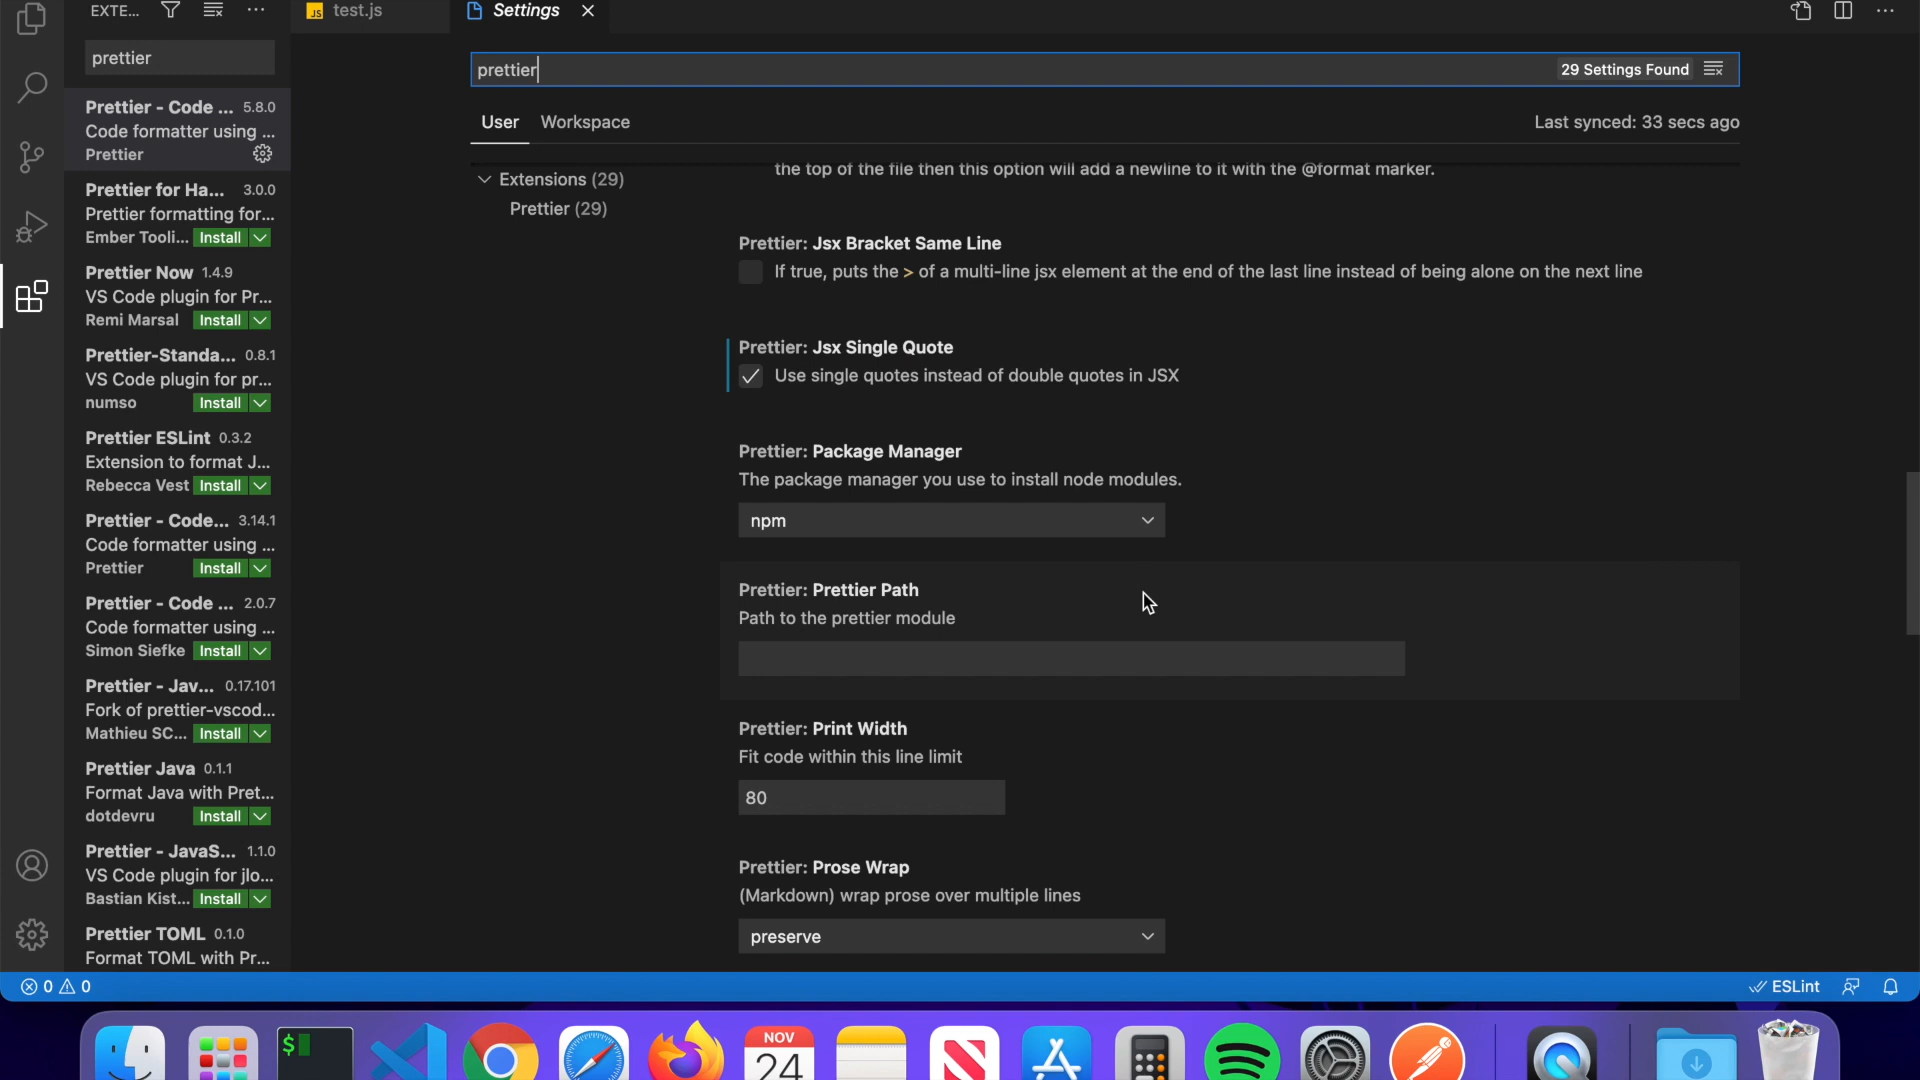 EXTE...
test.js
Settings
prettier
Prettier - Code ... 5.8.0
Code formatter using ...
Prettier
Prettier for Ha... 3.0.0
Prettier formatting for...
Ember Tooli... Install
Prettier Now 1.4.9
VS Code plugin for Pr...
Remi Marsal Install
Prettier-Standa... 0.8.1
VS Code plugin for pr...
numso Install
Prettier ESLint 0.3.2
Extension to format J...
Rebecca Vest Install
Prettier - Code... 3.14.1
Code formatter using ...
Prettier Install
Prettier - Code ... 2.0.7
Code formatter using ...
Simon Siefke Install
Prettier - Jav... 0.17.101
Fork of prettier-vscod...
Mathieu SC... Install
Prettier Java 0.1.1
Format Java with Pret...
dotdevru Install
Prettier - JavaS... 1.1.0
VS Code plugin for jlo...
Bastian Kist... Install
Prettier TOML 0.1.0
Format TOML with Pr...
prettier
29 Settings Found
User Workspace
Last synced: 33 secs ago
Extensions (29)
Prettier (29)
the top of the file then this option will add a newline to it with the @format marker.
Prettier: Jsx Bracket Same Line
If true, puts the > of a multi-line jsx element at the end of the last line instead of being alone on the next line
Prettier: Jsx Single Quote
Use single quotes instead of double quotes in JSX
Prettier: Package Manager
The package manager you use to install node modules.
npm
Prettier: Prettier Path
Path to the prettier module
Prettier: Print Width
Fit code within this line limit
80
Prettier: Prose Wrap
(Markdown) wrap prose over multiple lines
preserve
0 0
ESLint
$
NOV
24